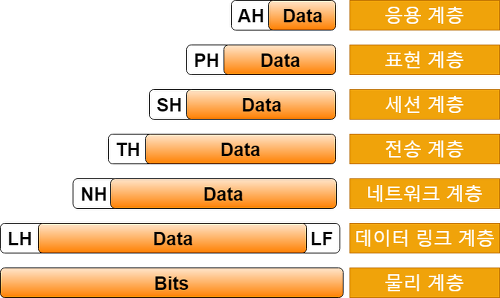 AH Data 응용 계층
PH Data 표현 계층
SH Data 세션 계층
TH Data 전송 계층
NH Data 네트워크 계층
LH Data LF 데이터 링크 계층
Bits 물리 계층